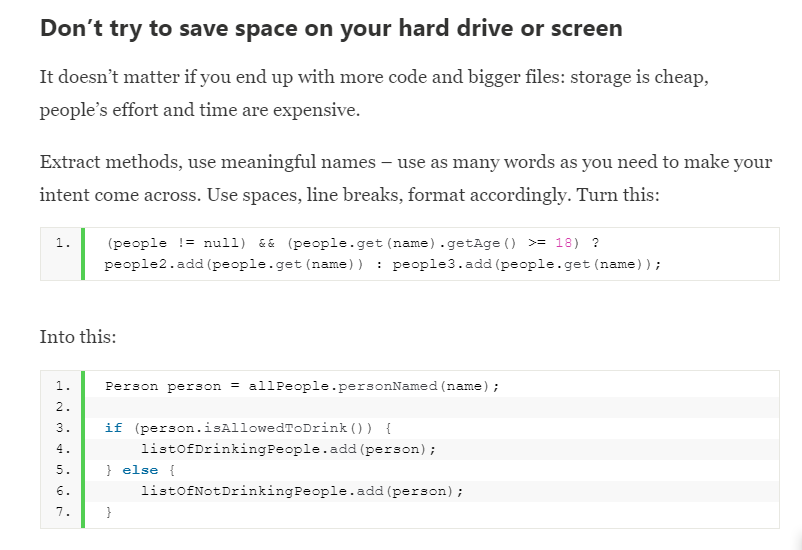 Don’t try to save space on your hard drive or screen
It doesn’t matter if you end up with more code and bigger files: storage is cheap,
people’s effort and time are expensive.
Extract methods, use meaningful names – use as many words as you need to make your
intent come across. Use spaces, line breaks, format accordingly. Turn this:
1. (people != null) && (people.get(name).getAge() >= 18) ?
people2.add(people.get(name)) : people3.add(people.get(name));
Into this:
1. Person person = allPeople.personNamed(name);
2.
3. if (person.isAllowedToDrink()) {
4. listOfDrinkingPeople.add(person);
5. } else {
6. listOfNotDrinkingPeople.add(person);
7. }